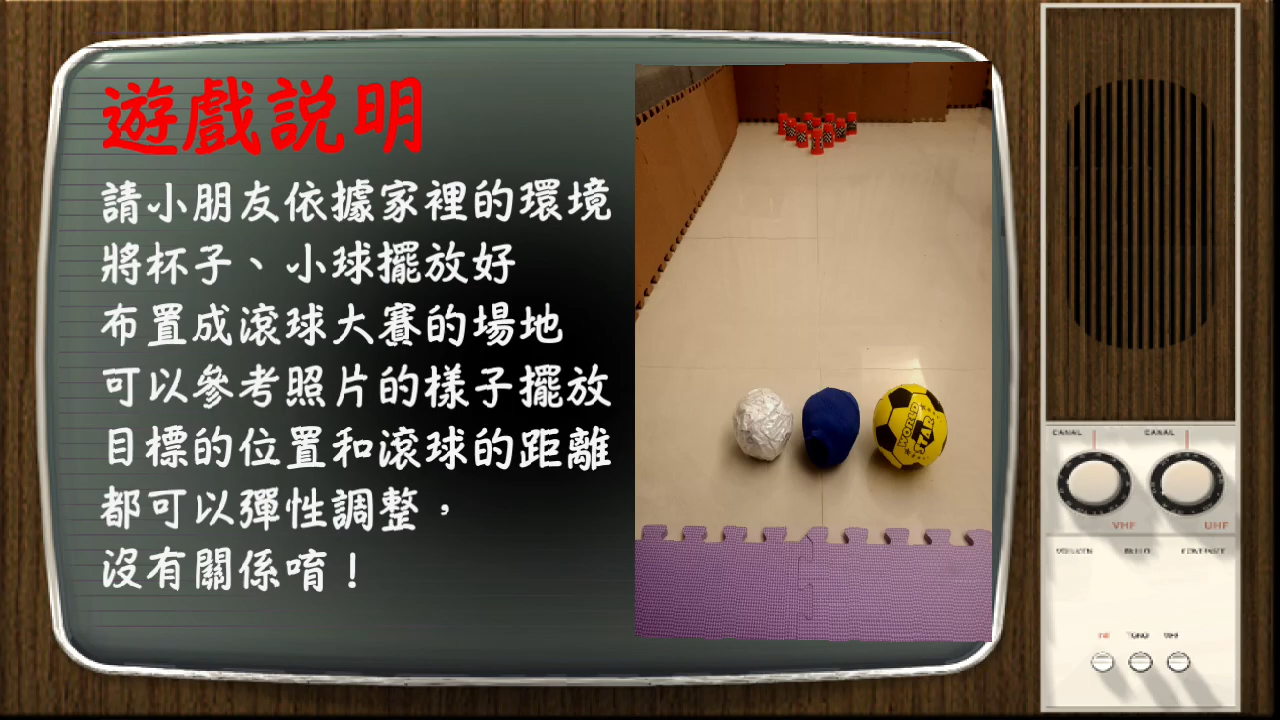 遊戲説明
請小朋友依據家裡的環境
將杯子、小球擺放好
布置成滾球大賽的場地
可以參考照片的樣子擺放
目標的位置和滾球的距離
都可以彈性調整，
沒有關係唷！
WORLD
STAR
CANAL CANAL
VHF UHF